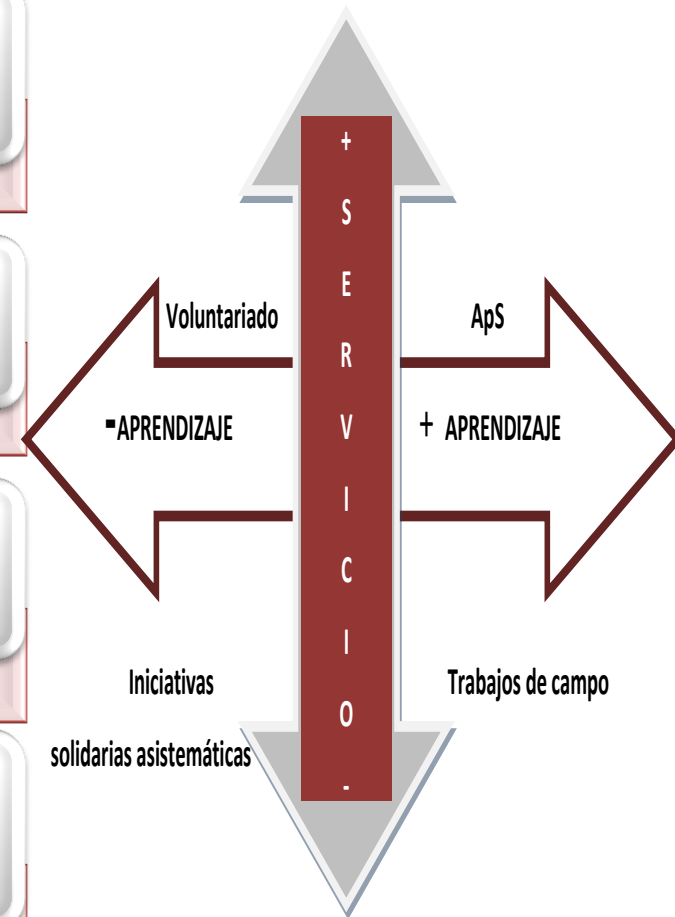 +
S
E
R
V
I
C
I
O
-
Voluntariado
ApS
-APRENDIZAJE
+ APRENDIZAJE
Iniciativas
solidarias asistemáticas
Trabajos de campo